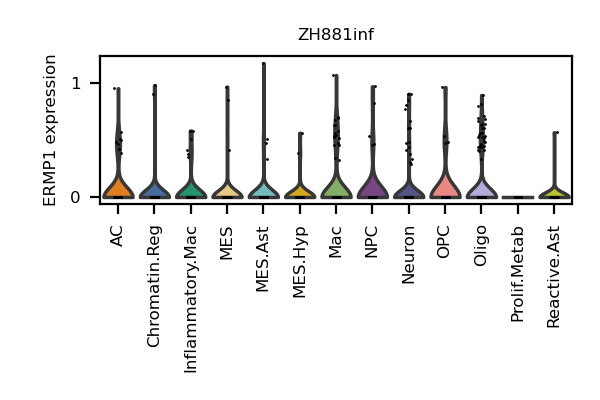 ZH881inf
ERMP1 expression
1
0
AC
Chromatin.Reg
Inflammatory.Mac
MES
MES.Ast
MES.Hyp
Mac
NPC
Neuron
OPC
Oligo
Prolif.Metab
Reactive.Ast